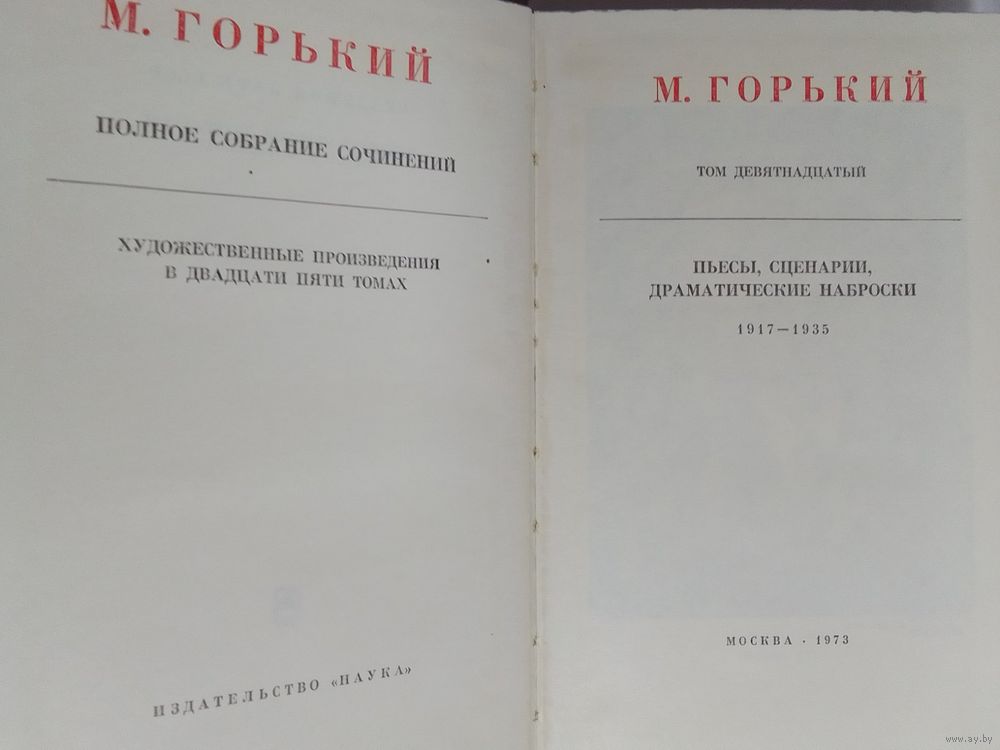 М. ГОРЬКИЙ
ПОЛНОЕ СОБРАНИЕ СОЧИНЕНИЙ
ХУДОЖЕСТВЕННЫЕ ПРОИЗВЕДЕНИЯ
В ДВАДЦАТИ ПЯТИ ТОМАХ
ИЗДАТЕЛЬСТВО «НАУКА»
М. ГОРЬКИЙ
ТОМ ДЕВЯТНАДЦАТЫЙ
ПЬЕСЫ, СЦЕНАРИИ,
ДРАМАТИЧЕСКИЕ НАБРОСКИ
1917—1935
МОСКВА · 1973
www.ay.by